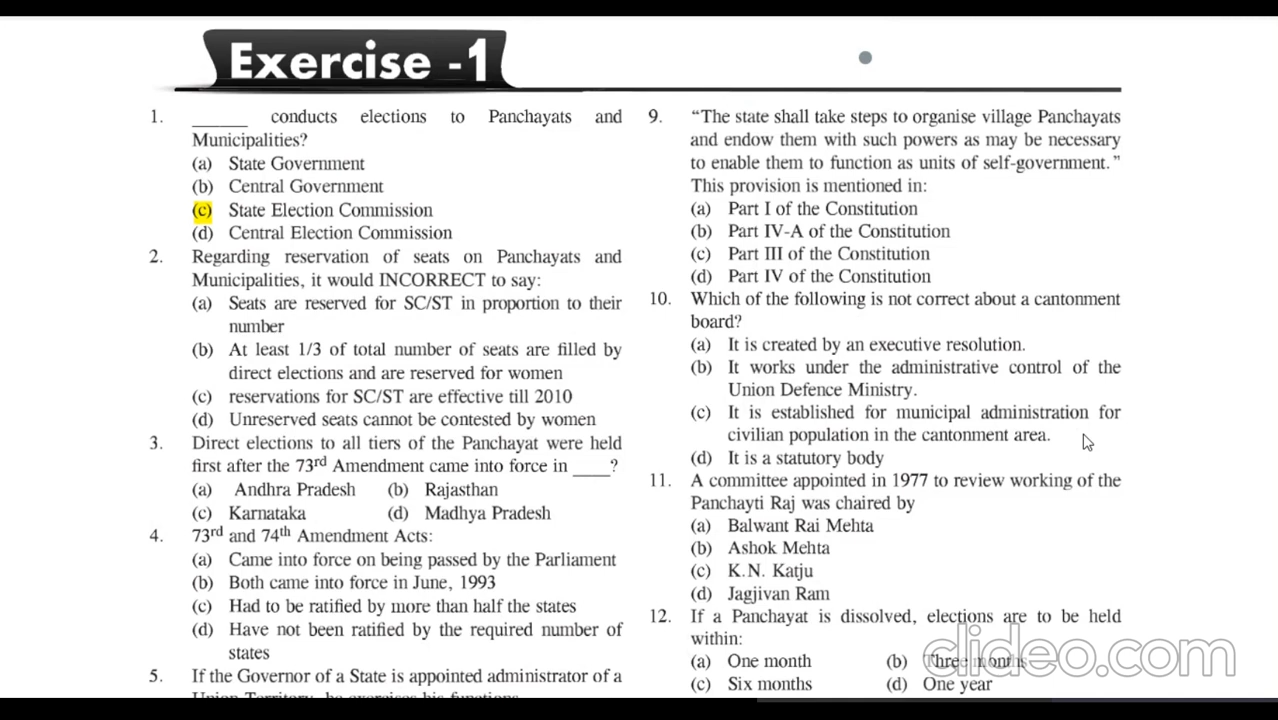 Exercise -1
1. ______ conducts elections to Panchayats and
Municipalities?
(a) State Government
(b) Central Government
(c) State Election Commission
(d) Central Election Commission
2. Regarding reservation of seats on Panchayats and
Municipalities, it would INCORRECT to say:
(a) Seats are reserved for SC/ST in proportion to their
number
(b) At least 1/3 of total number of seats are filled by
direct elections and are reserved for women
(c) reservations for SC/ST are effective till 2010
(d) Unreserved seats cannot be contested by women
3. Direct elections to all tiers of the Panchayat were held
first after the 73rd Amendment came into force in ____?
(a) Andhra Pradesh (b) Rajasthan
(c) Karnataka (d) Madhya Pradesh
4. 73rd and 74th Amendment Acts:
(a) Came into force on being passed by the Parliament
(b) Both came into force in June, 1993
(c) Had to be ratified by more than half the states
(d) Have not been ratified by the required number of
states
5. If the Governor of a State is appointed administrator of a
Union Territory, he exercises his functions
9. “The state shall take steps to organise village Panchayats
and endow them with such powers as may be necessary
to enable them to function as units of self-government.”
This provision is mentioned in:
(a) Part I of the Constitution
(b) Part IV-A of the Constitution
(c) Part III of the Constitution
(d) Part IV of the Constitution
10. Which of the following is not correct about a cantonment
board?
(a) It is created by an executive resolution.
(b) It works under the administrative control of the
Union Defence Ministry.
(c) It is established for municipal administration for
civilian population in the cantonment area.
(d) It is a statutory body
11. A committee appointed in 1977 to review working of the
Panchayti Raj was chaired by
(a) Balwant Rai Mehta
(b) Ashok Mehta
(c) K.N. Katju
(d) Jagjivan Ram
12. If a Panchayat is dissolved, elections are to be held
within:
(a) One month (b) Three months
(c) Six months (d) One year
clideo.com